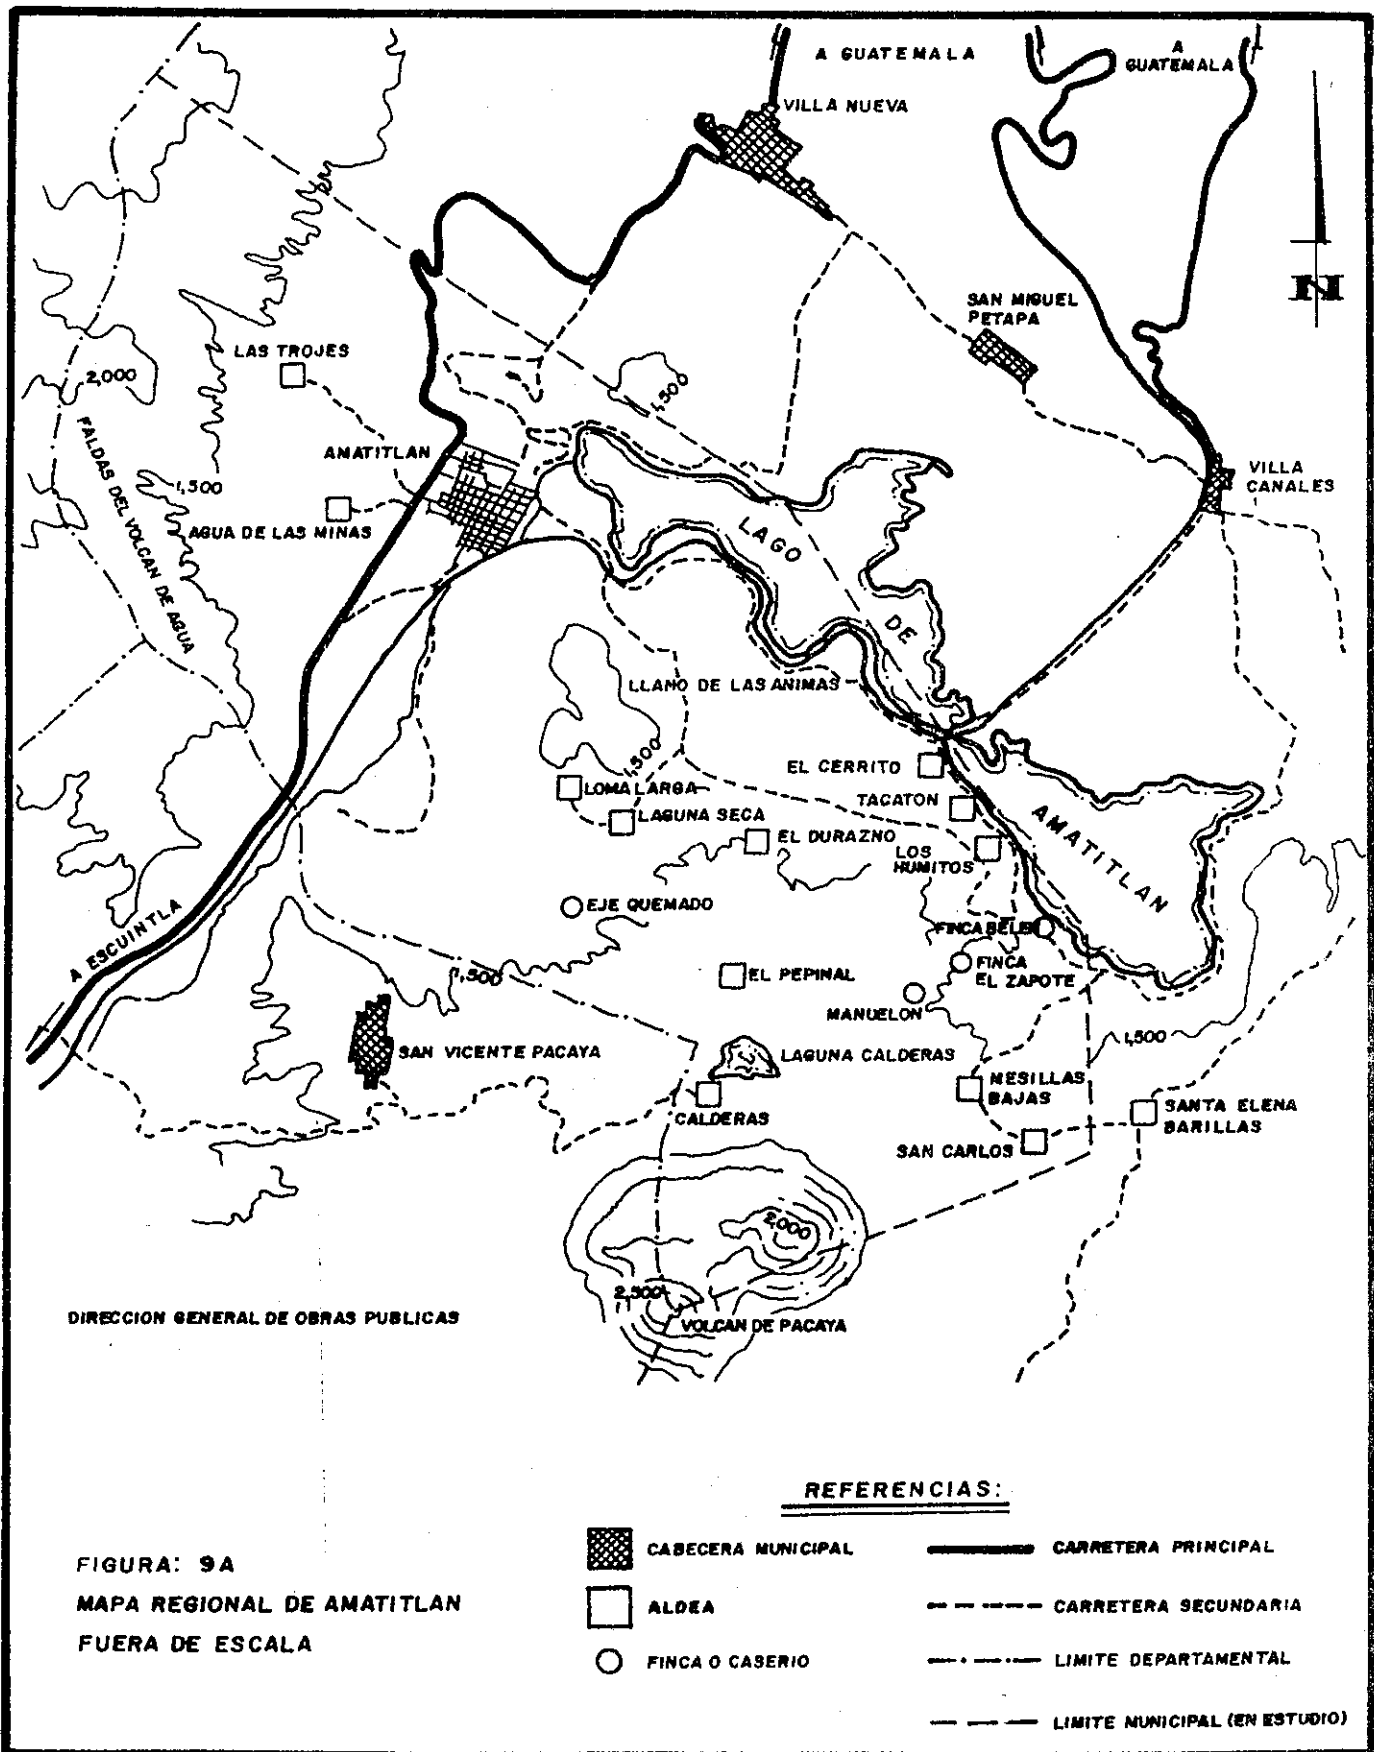 A GUATEMALA
A
GUATEMALA
VILLA NUEVA
N
SAN MIGUEL
PETAPA
LAS TROJES
2,000
1,500
FALDAS DEL VOLCAN DE AGUA
AMATITLAN
1,500
VILLA
CANALES
AGUA DE LAS MINAS
LAGO
DE
AMATITLAN
LLANO DE LAS ANIMAS
1,500
EL CERRITO
LOMA LARGA
TACATON
LAGUNA SECA
EL DURAZNO
LOS
HUMITOS
EJE QUEMADO
A ESCUINTLA
FINCA BELEN
1,500
EL PEPINAL
FINCA
EL ZAPOTE
MANUELON
SAN VICENTE PACAYA
LAGUNA CALDERAS
1,500
MESILLAS
BAJAS
CALDERAS
SANTA ELENA
BARILLAS
SAN CARLOS
2,000
2,500
VOLCAN DE PACAYA
DIRECCION GENERAL DE OBRAS PUBLICAS
REFERENCIAS:
FIGURA: 9A
MAPA REGIONAL DE AMATITLAN
FUERA DE ESCALA
CABECERA MUNICIPAL
ALDEA
FINCA O CASERIO
CARRETERA PRINCIPAL
CARRETERA SECUNDARIA
LIMITE DEPARTAMENTAL
LIMITE MUNICIPAL (EN ESTUDIO)